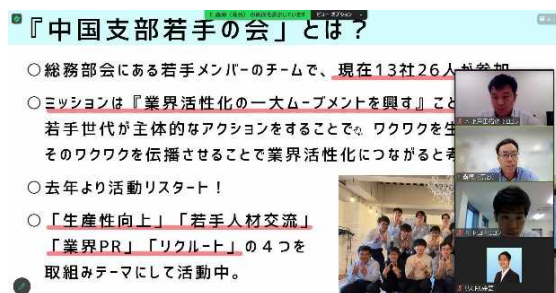 『中国支部若手の会』とは？
○総務部会にある若手メンバーのチームで、現在13社26人が参加
○ミッションは『業界活性化の一大ムーブメントを興す』こと
若手世代が主体的なアクションをすることで、ワクワクを生
そのワクワクを伝播させることで業界活性化につながると考
○去年より活動リスタート！
○「生産性向上」「若手人材交流」
「業界PR」「リクルート」の４つを
取組みテーマにして活動中。